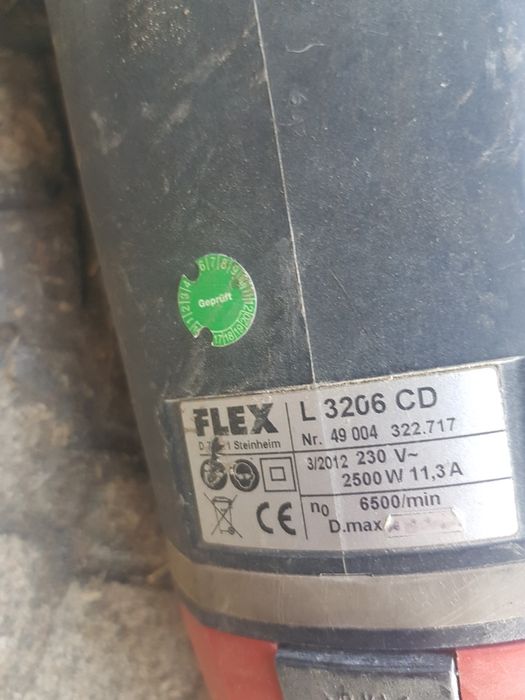 Geprüft
FLEX
Steinheim
L 3206 CD
Nr. 49 004 322.717
3/2012 230 V~
2500 W 11,3 A
CE
n0 6500/min
D.max